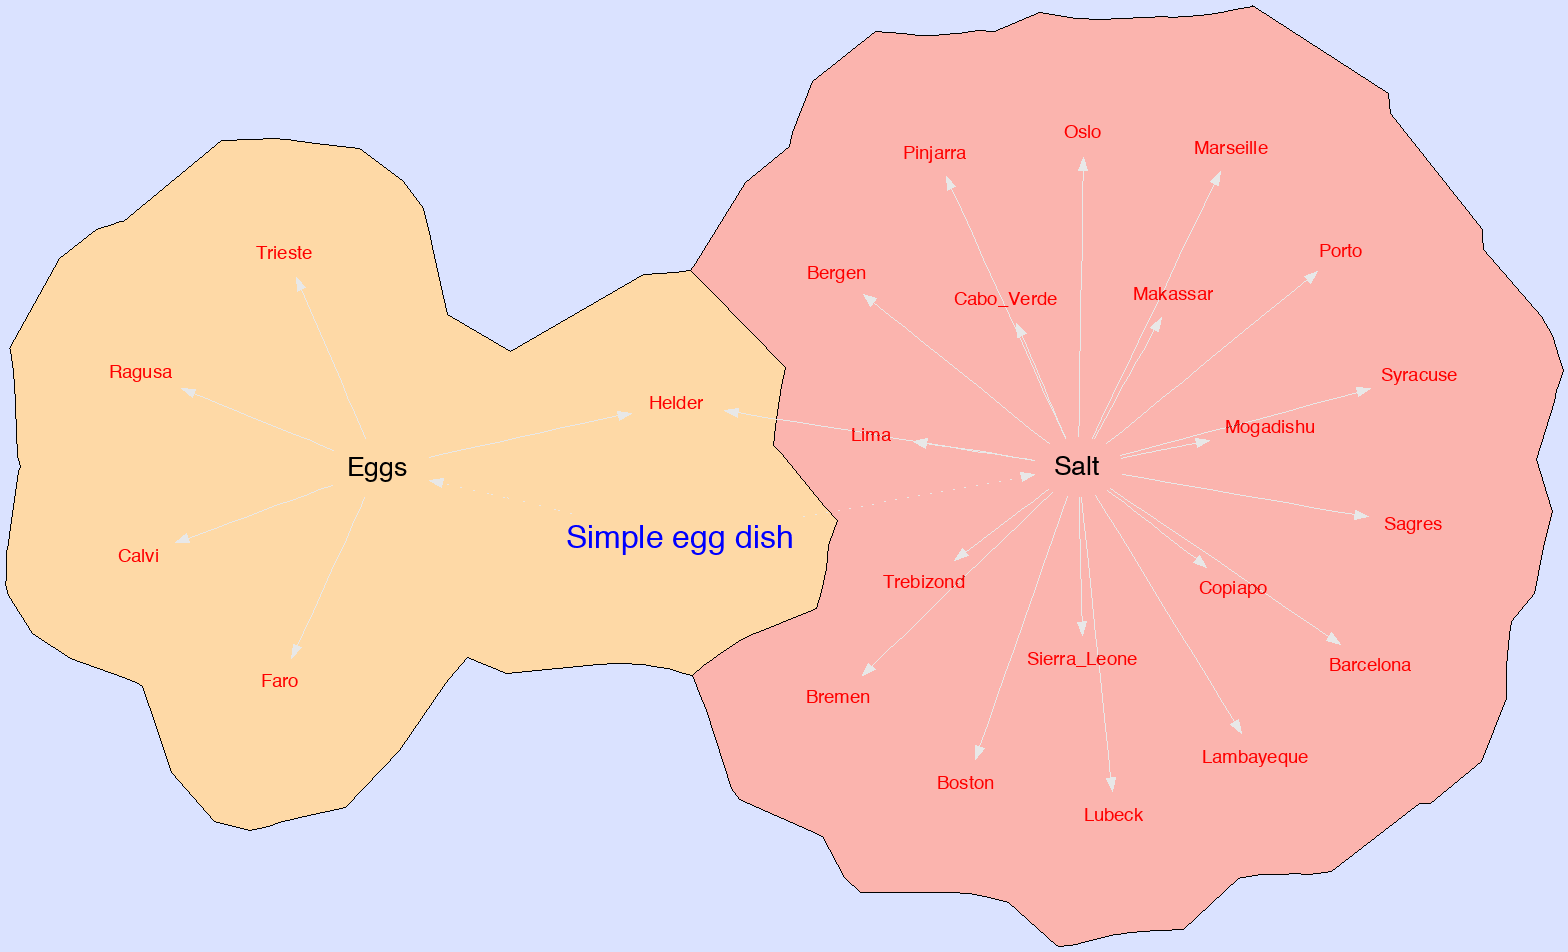 Oslo
Marseille
Pinjarra
Porto
Trieste
Bergen
Makassar
Cabo_Verde
Ragusa
Syracuse
Helder
Mogadishu
Lima
Eggs
Salt
Sagres
Simple egg dish
Calvi
Trebizond
Copiapo
Sierra_Leone
Barcelona
Faro
Bremen
Lambayeque
Boston
Lubeck